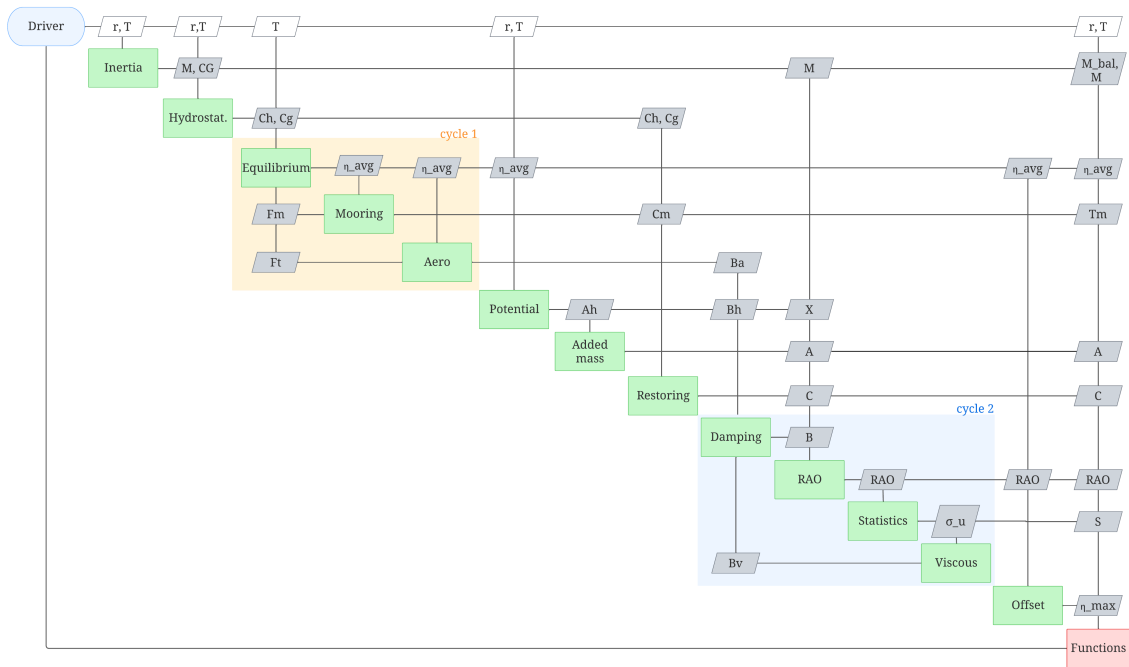 Driver
r, T
r,T
T
r, T
r, T
Inertia
M, CG
M
M_bal,
M
Hydrostat.
Ch, Cg
Ch, Cg
cycle 1
Equilibrium
η_avg
η_avg
η_avg
η_avg
η_avg
Fm
Mooring
Cm
Tm
Ft
Aero
Ba
Potential
Ah
Bh
X
Added
mass
A
A
Restoring
C
C
cycle 2
Damping
B
RAO
RAO
RAO
RAO
Statistics
σ_u
S
Bv
Viscous
Offset
η_max
Functions